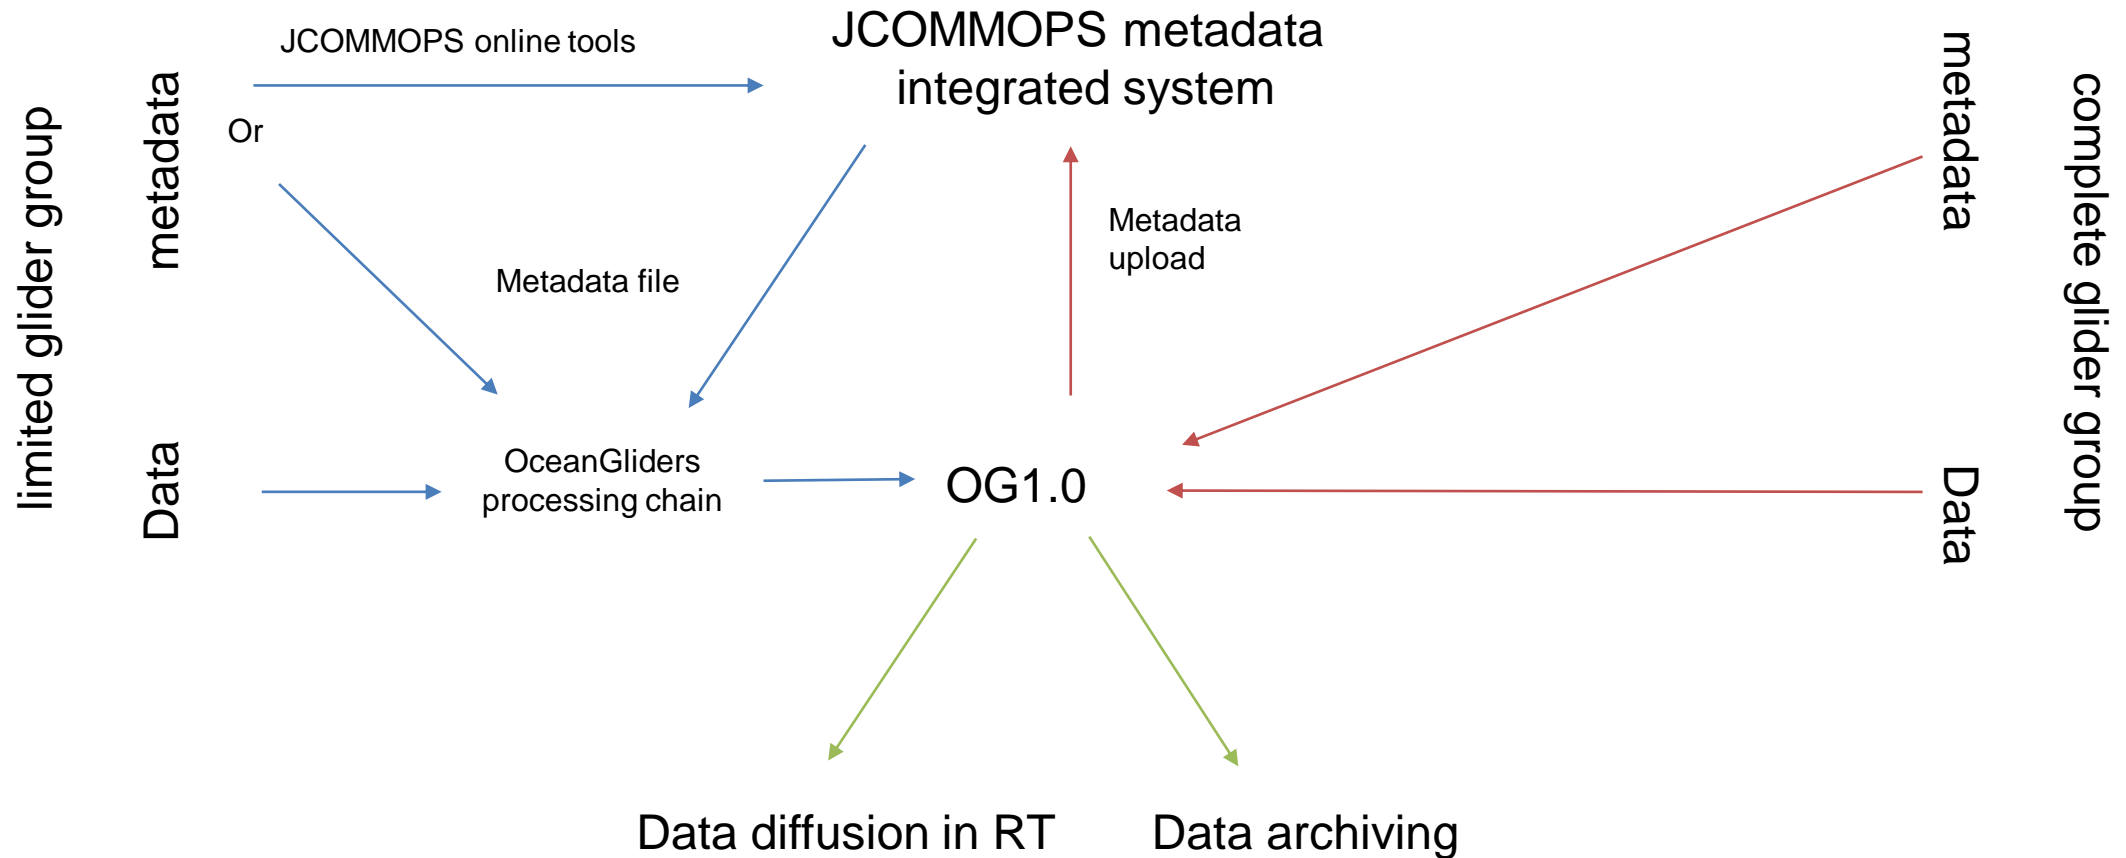 JCOMMOPS online tools
JCOMMOPS metadata
integrated system
limited glider group
metadata
Or
Metadata file
Metadata
upload
metadata
complete glider group
Data
OceanGliders
processing chain
OG1.0
Data
Data diffusion in RT
Data archiving